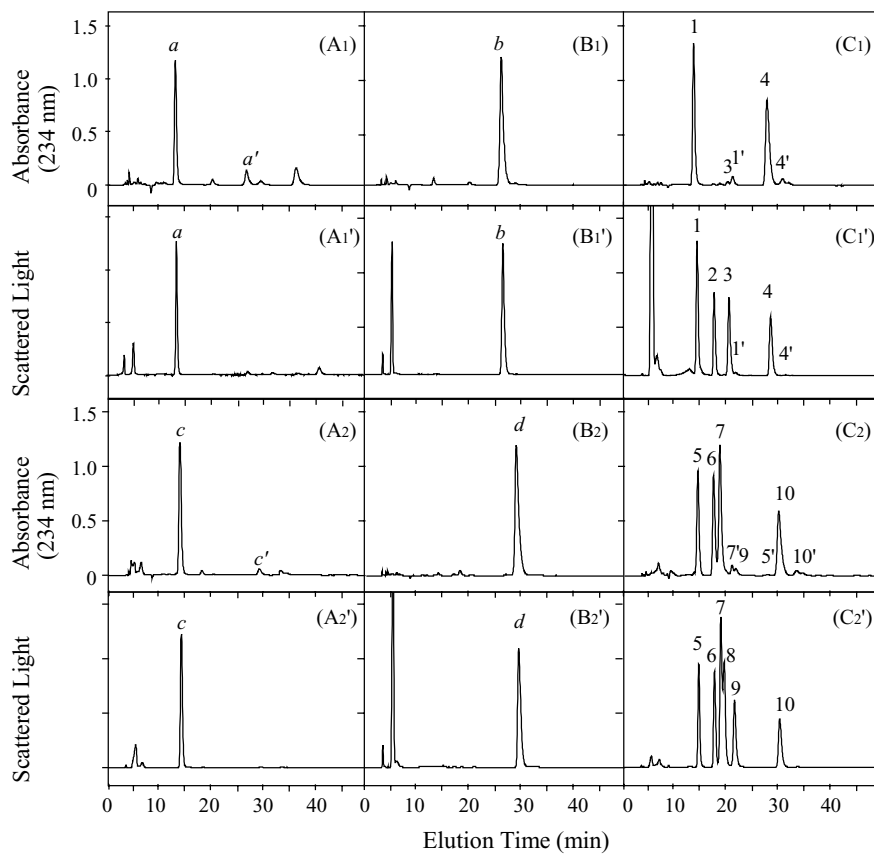 1.5 a (A1) b (B1) 1 (C1)
1.0 4
Absorbance
(234 nm)
0.5 a' 3 1' 4'
0
a (A1') b (B1') 1 (C1')
2 3 4
Scattered Light
1' 4'
1.5 c (A2) d (B2) 7 (C2)
5 6 10
1.0
Absorbance
(234 nm)
0.5 c' 7' 9 5' 10'
0
c (A2') d (B2') 7 (C2')
5 6 8
9 10
Scattered Light
0 10 20 30 40 0 10 20 30 40 0 10 20 30 40
Elution Time (min)